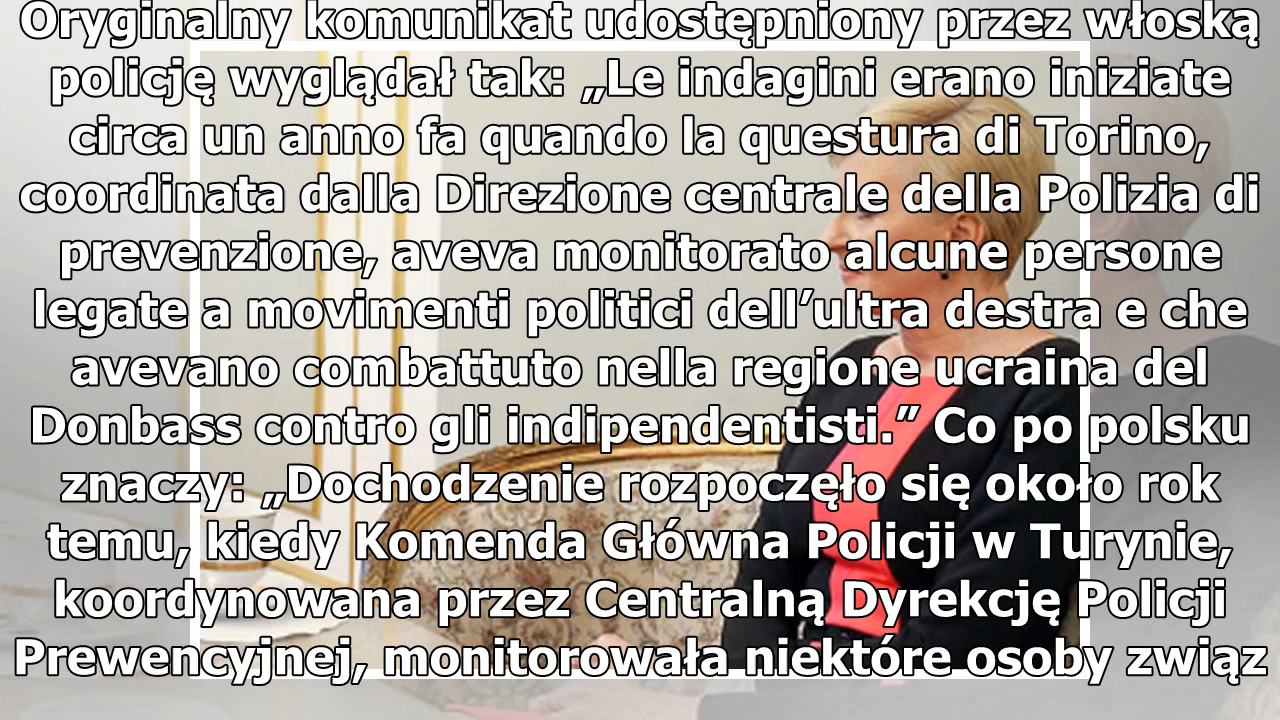 Oryginalny komunikat udostępniony przez włoską
policję wyglądał tak: „Le indagini erano iniziate
circa un anno fa quando la questura di Torino,
coordinata dalla Direzione centrale della Polizia di
prevenzione, aveva monitorato alcune persone
legate a movimenti politici dell’ultra destra e che
avevano combattuto nella regione ucraina del
Donbass contro gli indipendentisti.” Co po polsku
znaczy: „Dochodzenie rozpoczęło się około rok
temu, kiedy Komenda Główna Policji w Turynie,
koordynowana przez Centralną Dyrekcję Policji
Prewencyjnej, monitorowała niektóre osoby związ